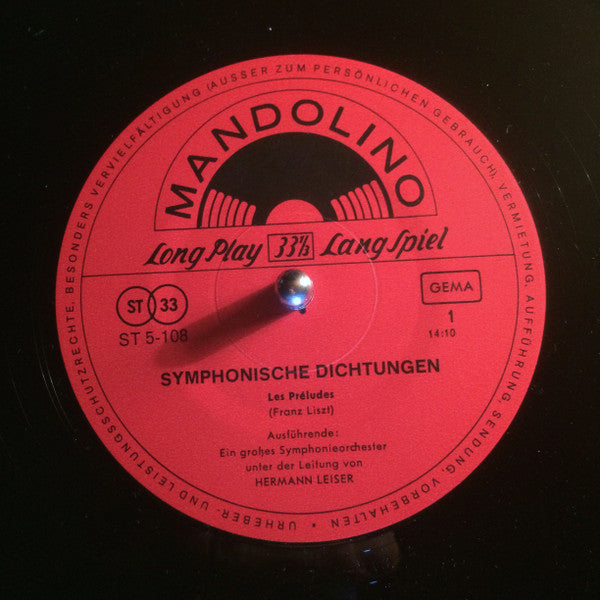 URHEBER- UND LEISTUNGSSCHUTZRECHTE, BESONDERS VERVIELFÄLTIGUNG (AUSSER ZUM PERSÖNLICHEN GEBRAUCH), VERMIETUNG, AUFFÜHRUNG, SENDUNG, VORBEHALTEN •
MANDOLINO
Long Play 33 1/3 Lang Spiel
ST 33
GEMA
ST 5-108
1
14:10
SYMPHONISCHE DICHTUNGEN
Les Préludes
(Franz Liszt)
Ausführende:
Ein großes Symphonieorchester
unter der Leitung von
HERMANN LEISER